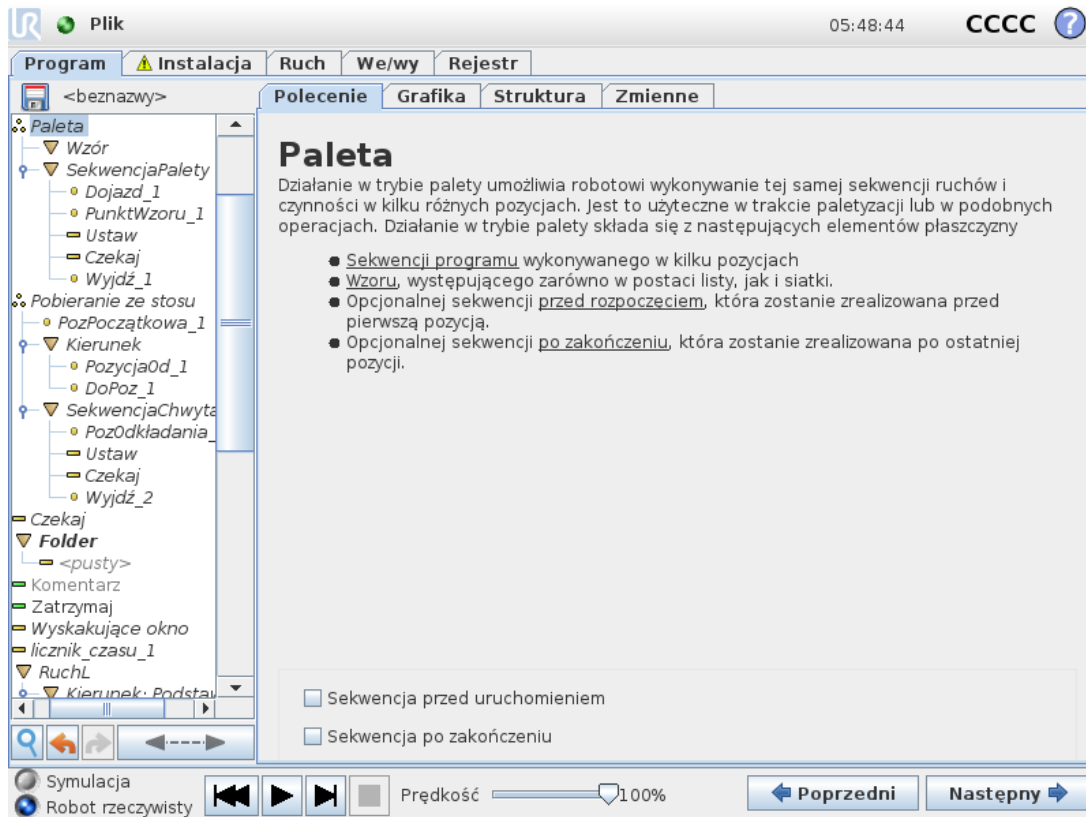 UR
Plik
05:48:44
CCCC
?
Program
Instalacja
Ruch
We/wy
Rejestr
<beznazwy>
Polecenie
Grafika
Struktura
Zmienne
Paleta
Wzór
SekwencjaPalety
Dojazd_1
PunktWzoru_1
Ustaw
Czekaj
Wyjdź_1
Pobieranie ze stosu
PozPoczątkowa_1
Kierunek
PozycjaOd_1
DoPoz_1
SekwencjaChwyta
PozOdkładania_
Ustaw
Czekaj
Wyjdź_2
Czekaj
Folder
<pusty>
Komentarz
Zatrzymaj
Wyskakujące okno
licznik_czasu_1
RuchL
Kierunek: Podstaw
Paleta
Działanie w trybie palety umożliwia robotowi wykonywanie tej samej sekwencji ruchów i
czynności w kilku różnych pozycjach. Jest to użyteczne w trakcie paletyzacji lub w podobnych
operacjach. Działanie w trybie palety składa się z następujących elementów płaszczyzny
Sekwencji programu wykonywanego w kilku pozycjach
Wzoru, występującego zarówno w postaci listy, jak i siatki.
Opcjonalnej sekwencji przed rozpoczęciem, która zostanie zrealizowana przed
pierwszą pozycją.
Opcjonalnej sekwencji po zakończeniu, która zostanie zrealizowana po ostatniej
pozycji.
Sekwencja przed uruchomieniem
Sekwencja po zakończeniu
Symulacja
Robot rzeczywisty
Prędkość
100%
Poprzedni
Następny